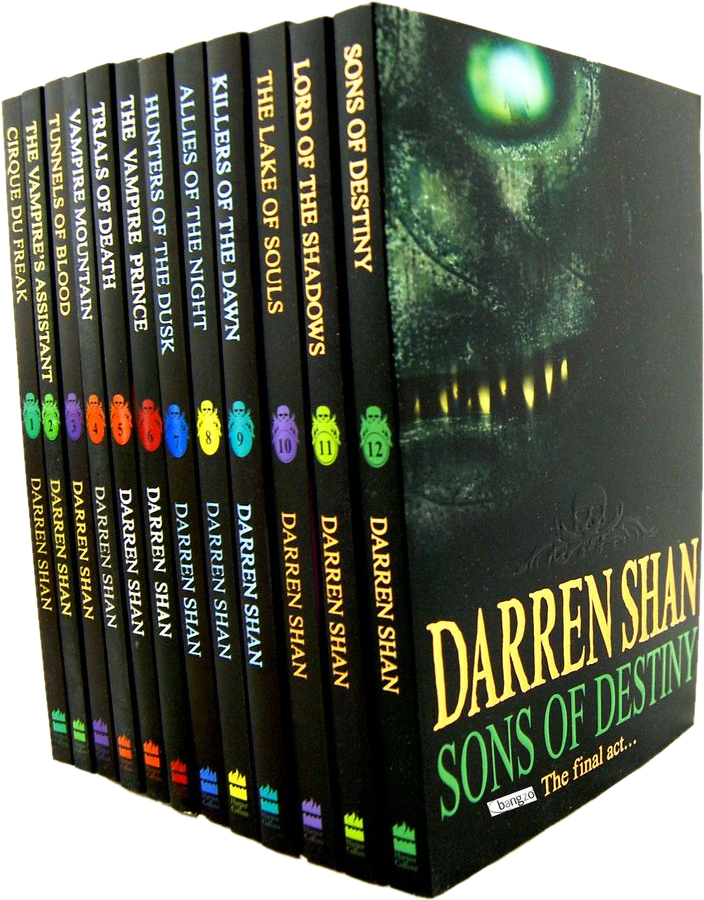 CIRQUE DU FREAK
1
DARREN SHAN
THE VAMPIRE'S ASSISTANT
2
DARREN SHAN
TUNNELS OF BLOOD
3
DARREN SHAN
VAMPIRE MOUNTAIN
4
DARREN SHAN
TRIALS OF DEATH
5
DARREN SHAN
THE VAMPIRE PRINCE
6
DARREN SHAN
HUNTERS OF THE DUSK
7
DARREN SHAN
ALLIES OF THE NIGHT
8
DARREN SHAN
KILLERS OF THE DAWN
9
DARREN SHAN
THE LAKE OF SOULS
10
DARREN SHAN
LORD OF THE SHADOWS
11
DARREN SHAN
SONS OF DESTINY
12
DARREN SHAN
Harper
Collins
DARREN SHAN
SONS OF DESTINY
The final act...
bangzo